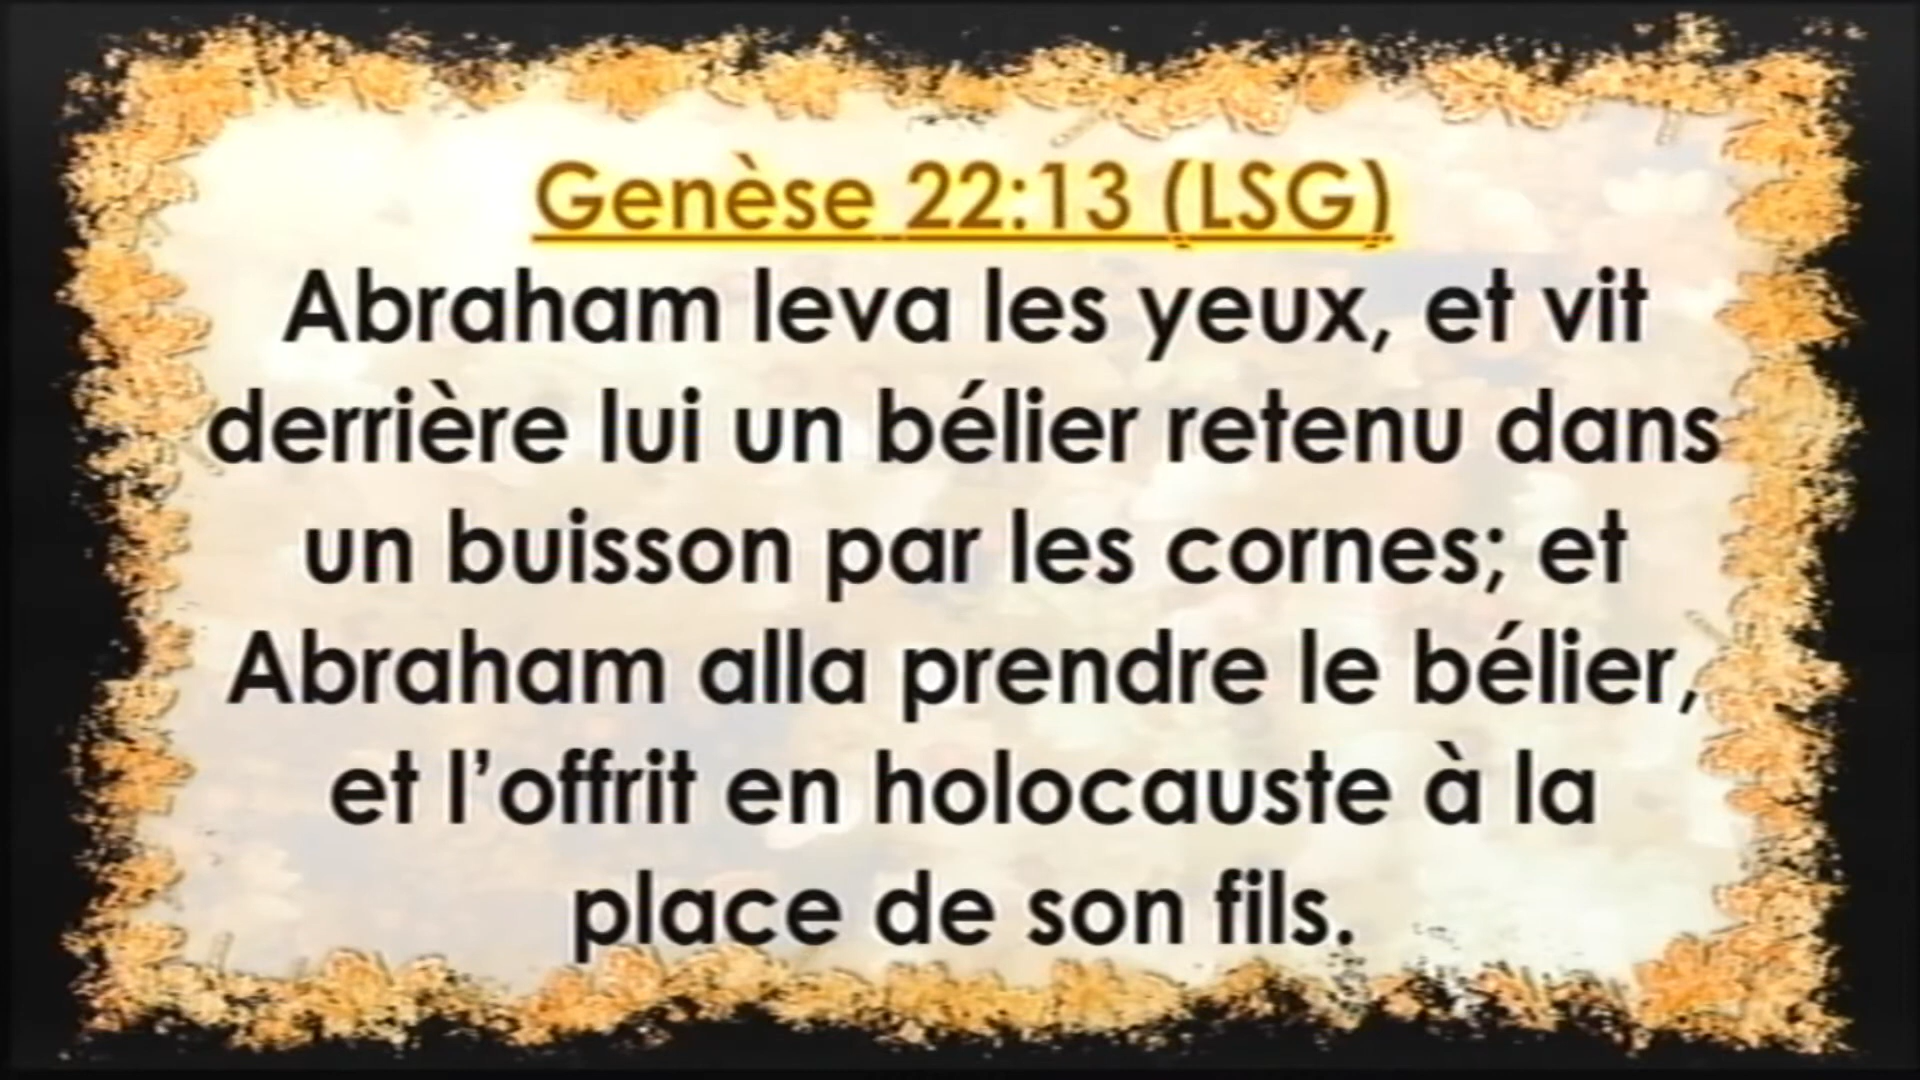 Genèse 22:13 (LSG)
Abraham leva les yeux, et vit
derrière lui un bélier retenu dans
un buisson par les cornes; et
Abraham alla prendre le bélier,
et l’offrit en holocauste à la
place de son fils.